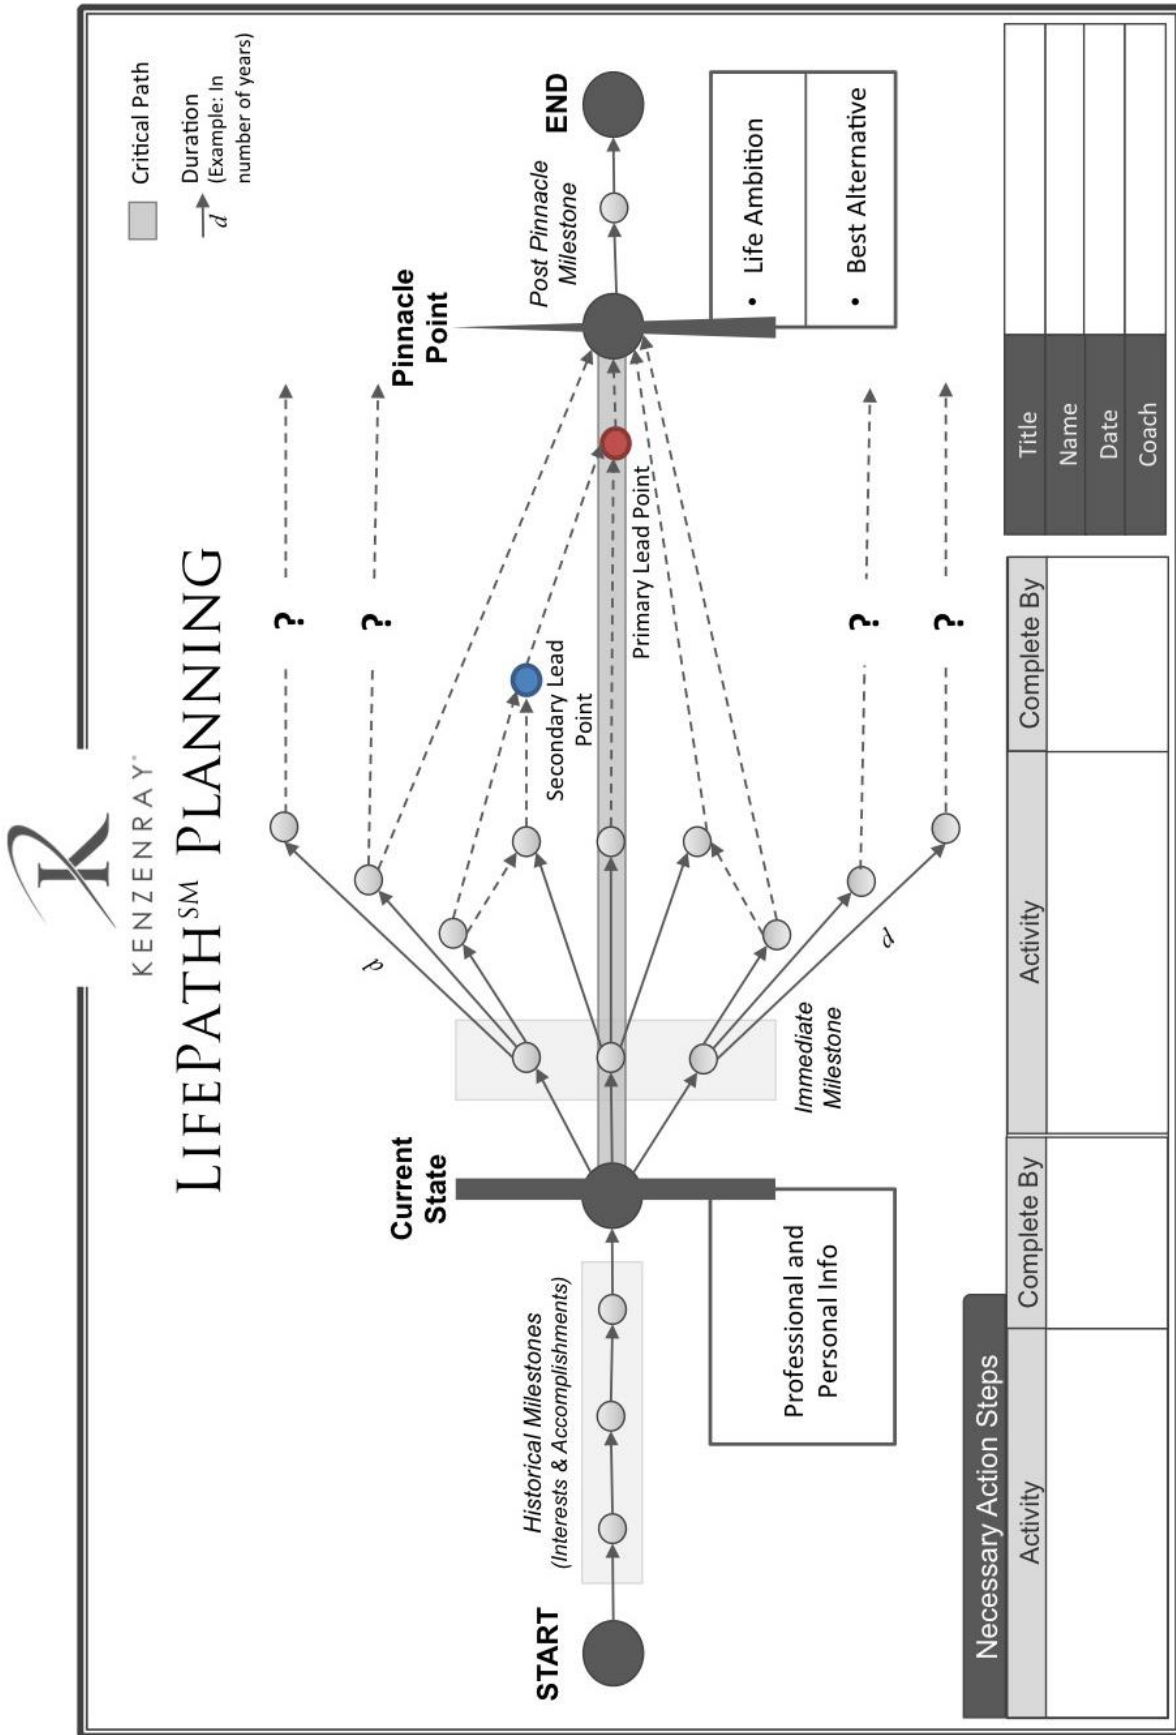 K
KENZENRAY®
LIFEPATH℠ PLANNING
Critical Path
d
Duration
(Example: In
number of years)
START
Historical Milestones
(Interests & Accomplishments)
Current
State
Professional and
Personal Info
Immediate
Milestone
d
d
?
?
?
?
Secondary Lead
Point
Primary Lead Point
Pinnacle
Point
Post Pinnacle
Milestone
END
• Life Ambition
• Best Alternative
Necessary Action Steps
Activity
Complete By
Activity
Complete By
Title
Name
Date
Coach